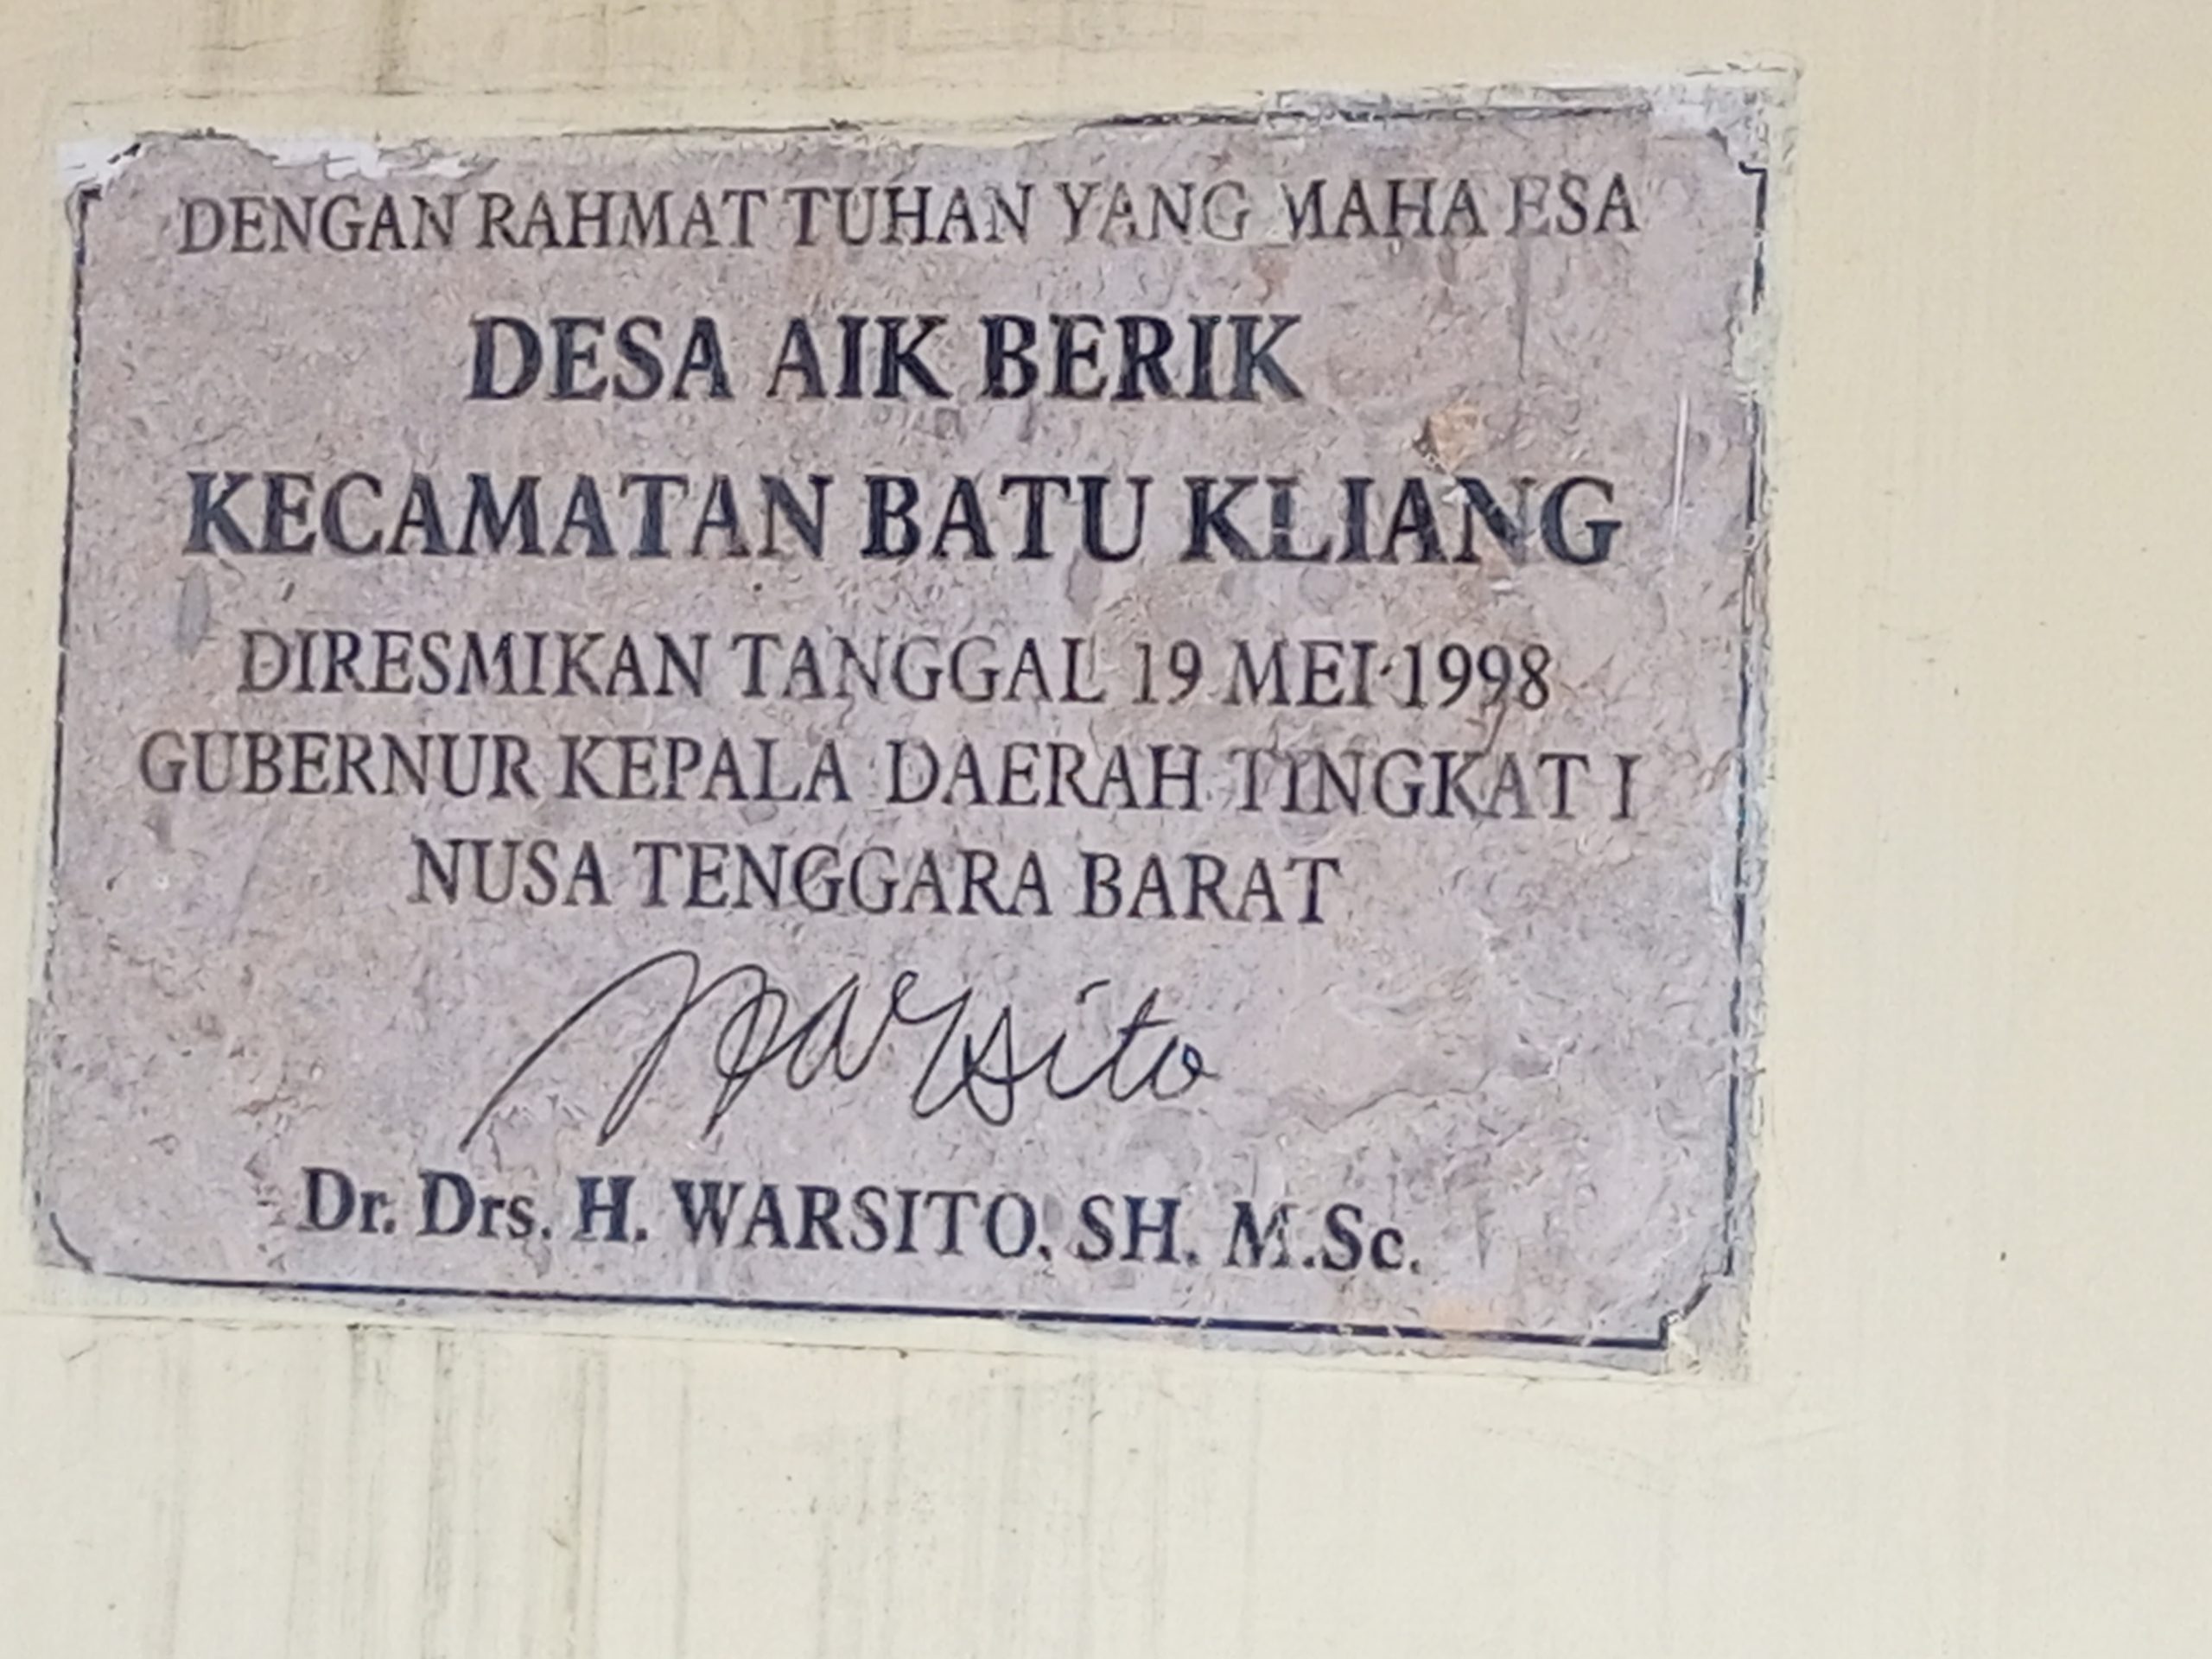 DENGAN RAHMAT TUHAN YANG MAHA ESA
DESA AIK BERIK
KECAMATAN BATU KLIANG
DIRESMIKAN TANGGAL 19 MEI 1998
GUBERNUR KEPALA DAERAH TINGKAT I
NUSA TENGGARA BARAT
Warsito
Dr. Drs. H. WARSITO, SH. M.Sc.